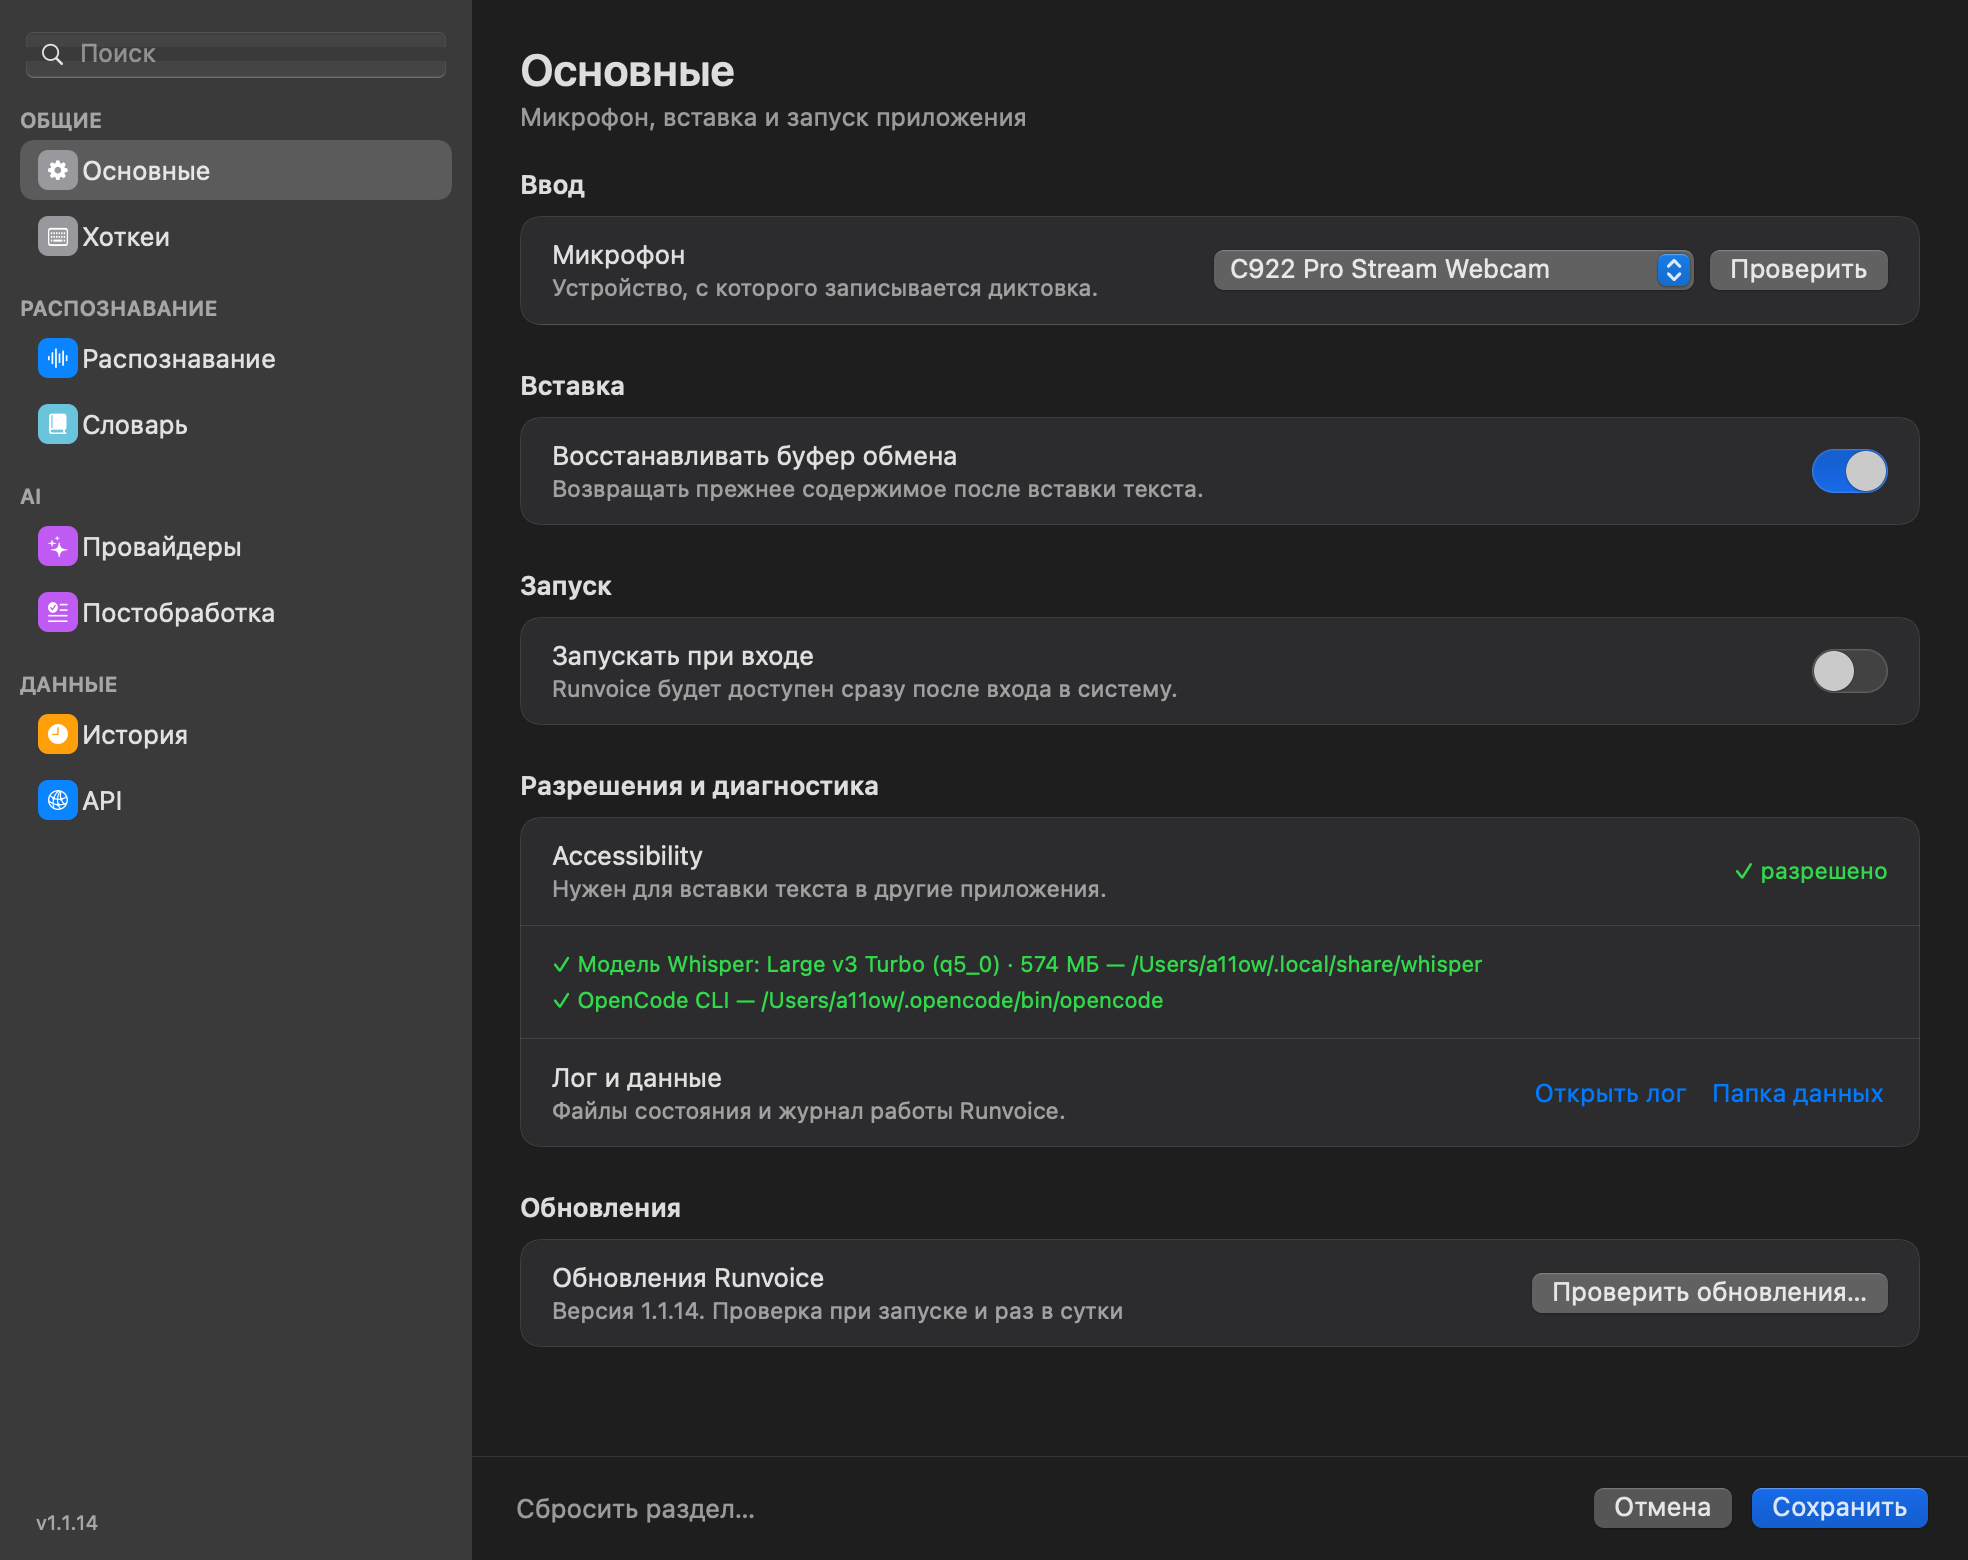 Поиск
ОБЩИЕ
Основные
Хоткеи
РАСПОЗНАВАНИЕ
Распознавание
Словарь
AI
Провайдеры
Постобработка
ДАННЫЕ
История
API
v1.1.14
Основные
Микрофон, вставка и запуск приложения
Ввод
Микрофон
Устройство, с которого записывается диктовка.
C922 Pro Stream Webcam
Проверить
Вставка
Восстанавливать буфер обмена
Возвращать прежнее содержимое после вставки текста.
Запуск
Запускать при входе
Runvoice будет доступен сразу после входа в систему.
Разрешения и диагностика
Accessibility
Нужен для вставки текста в другие приложения.
✓ разрешено
✓ Модель Whisper: Large v3 Turbo (q5_0) · 574 МБ — /Users/a11ow/.local/share/whisper
✓ OpenCode CLI — /Users/a11ow/.opencode/bin/opencode
Лог и данные
Файлы состояния и журнал работы Runvoice.
Открыть лог
Папка данных
Обновления
Обновления Runvoice
Версия 1.1.14. Проверка при запуске и раз в сутки
Проверить обновления...
Сбросить раздел...
Отмена
Сохранить